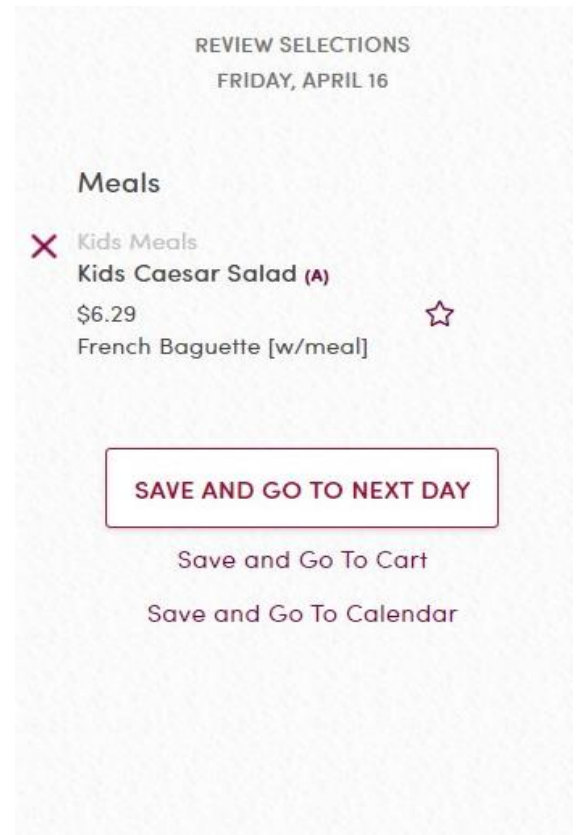 REVIEW SELECTIONS
FRIDAY, APRIL 16
Meals
Kids Meals
Kids Caesar Salad (A)
$6.29
French Baguette [w/meal]
SAVE AND GO TO NEXT DAY
Save and Go To Cart
Save and Go To Calendar